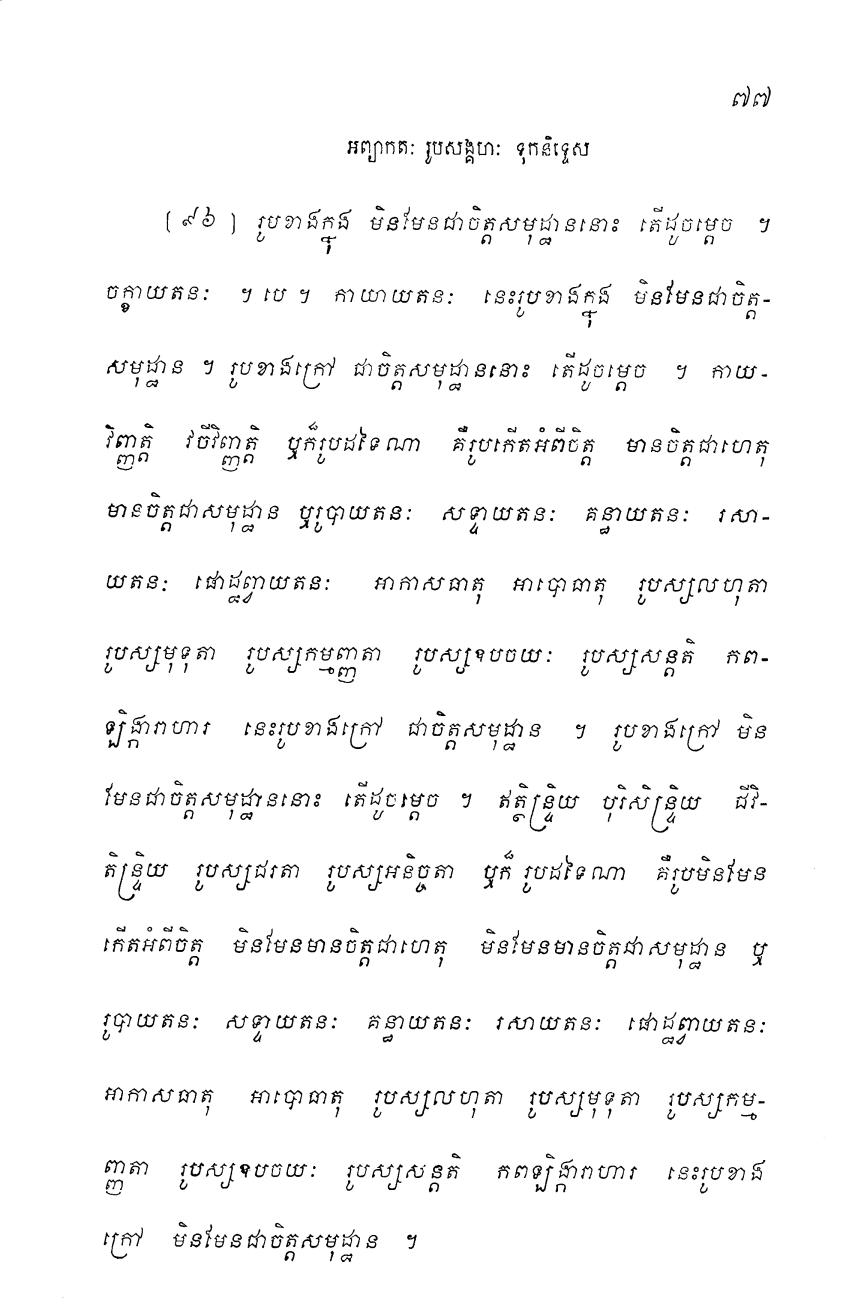 ៧៧
អព្យាកតៈ រូបសង្គហៈ ទុកនិទ្ទេស
[ ៩៦ ] រូបខាងក្នុង មិនមែនជាចិត្តសមុដ្ឋាននោះ តើដូចម្តេច ។
ចក្ខាយតនៈ ។ បេ ។ កាយាយតនៈ នេះរូបខាងក្នុង មិនមែនជាចិត្ត-
សមុដ្ឋាន ។ រូបខាងក្រៅ ជាចិត្តសមុដ្ឋាននោះ តើដូចម្តេច ។ កាយ-
វិញ្ញត្តិ វចីវិញ្ញត្តិ ឬក៏រូបដទៃណា គឺរូបកើតអំពីចិត្ត មានចិត្តជាហេតុ
មានចិត្តជាសមុដ្ឋាន ឬរូបាយតនៈ សទ្ទាយតនៈ គន្ធាយតនៈ រសា-
យតនៈ ផោដ្ឋព្វាយតនៈ អាកាសធាតុ អាបោធាតុ រូបស្សលហុតា
រូបស្សមុទុតា រូបស្សកម្មញ្ញតា រូបស្សឧបចយៈ រូបស្សសន្តតិ កព-
ឡិង្ការាហារ នេះរូបខាងក្រៅ ជាចិត្តសមុដ្ឋាន ។ រូបខាងក្រៅ មិន
មែនជាចិត្តសមុដ្ឋាននោះ តើដូចម្តេច ។ ឥត្ថិន្ទ្រិយ បុរិសិន្ទ្រិយ ជីវិ-
តិន្ទ្រិយ រូបស្សជរតា រូបស្សអនិច្ចតា ឬក៏ រូបដទៃណា គឺរូបមិនមែន
កើតអំពីចិត្ត មិនមែនមានចិត្តជាហេតុ មិនមែនមានចិត្តជាសមុដ្ឋាន ឬ
រូបាយតនៈ សទ្ទាយតនៈ គន្ធាយតនៈ រសាយតនៈ ផោដ្ឋព្វាយតនៈ
អាកាសធាតុ អាបោធាតុ រូបស្សលហុតា រូបស្សមុទុតា រូបស្សកម្ម-
ញ្ញតា រូបស្សឧបចយៈ រូបស្សសន្តតិ កពឡិង្ការាហារ នេះរូបខាង
ក្រៅ មិនមែនជាចិត្តសមុដ្ឋាន ។